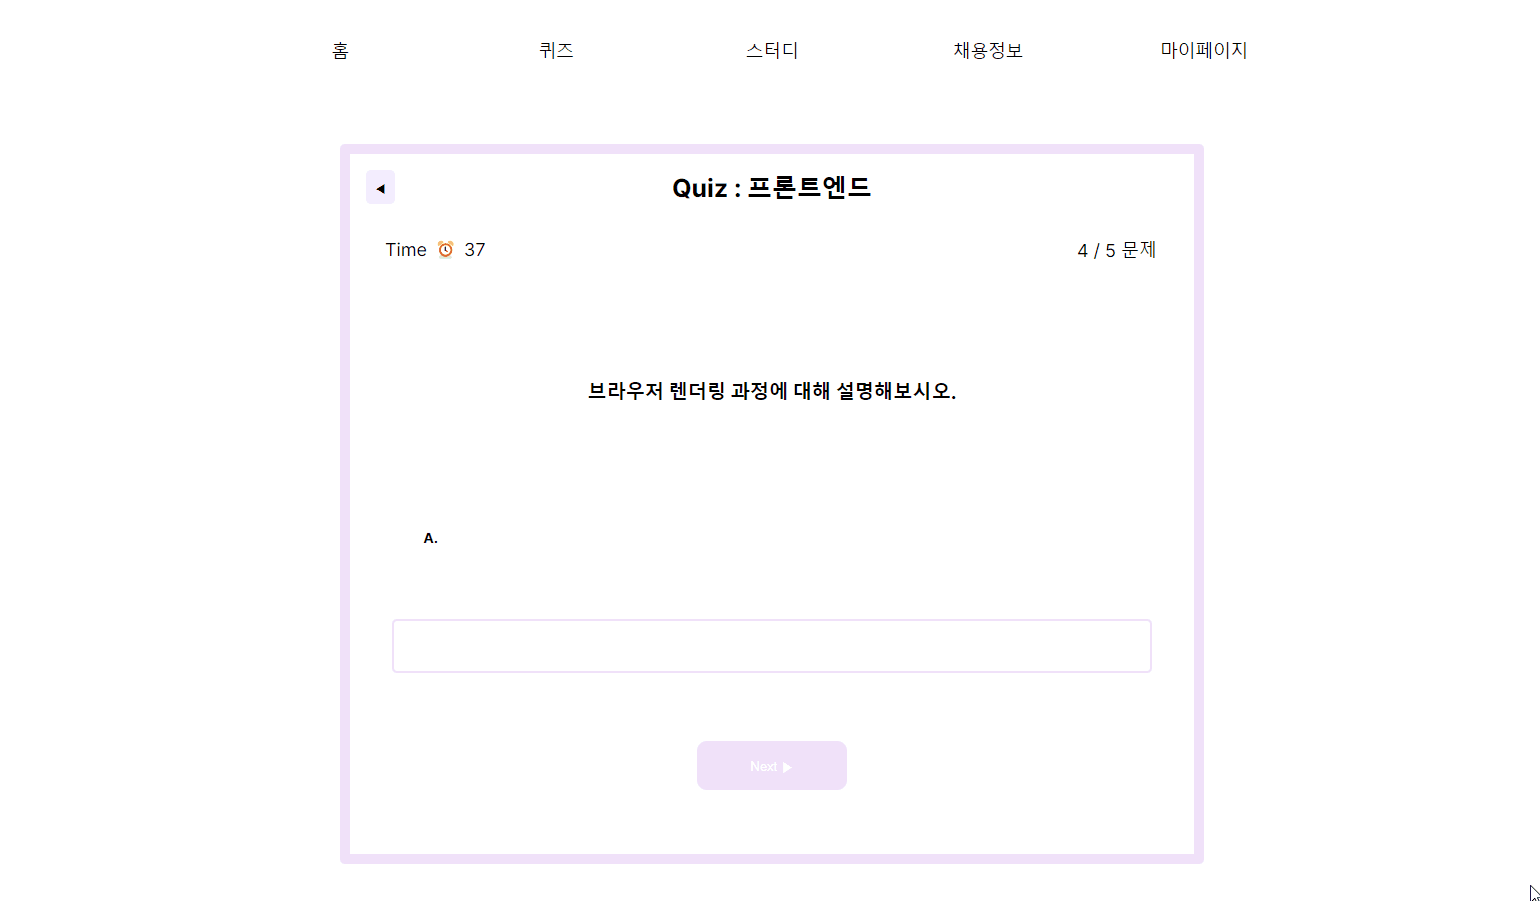 홈 퀴즈 스터디 채용정보 마이페이지
◀ Quiz : 프론트엔드
Time ⏰ 37 4 / 5 문제
브라우저 렌더링 과정에 대해 설명해보시오.
A.
Next ▶